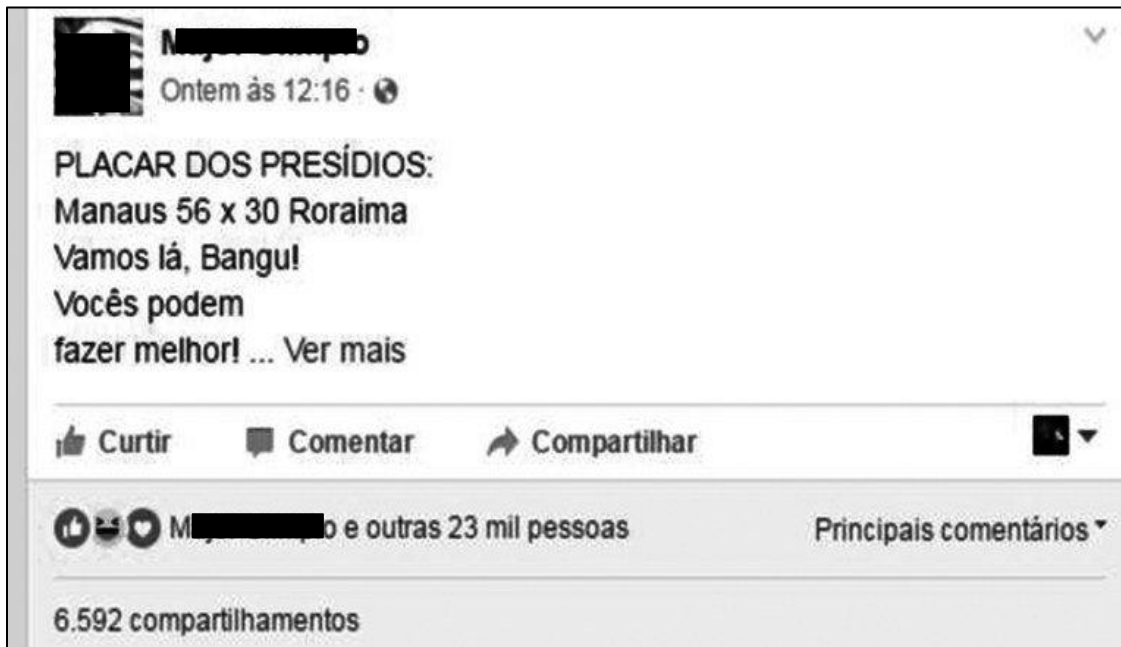 Ontem às 12:16
PLACAR DOS PRESÍDIOS:
Manaus 56 x 30 Roraima
Vamos lá, Bangu!
Vocês podem
fazer melhor! ... Ver mais
Curtir Comentar Compartilhar
e outras 23 mil pessoas Principais comentários
6.592 compartilhamentos